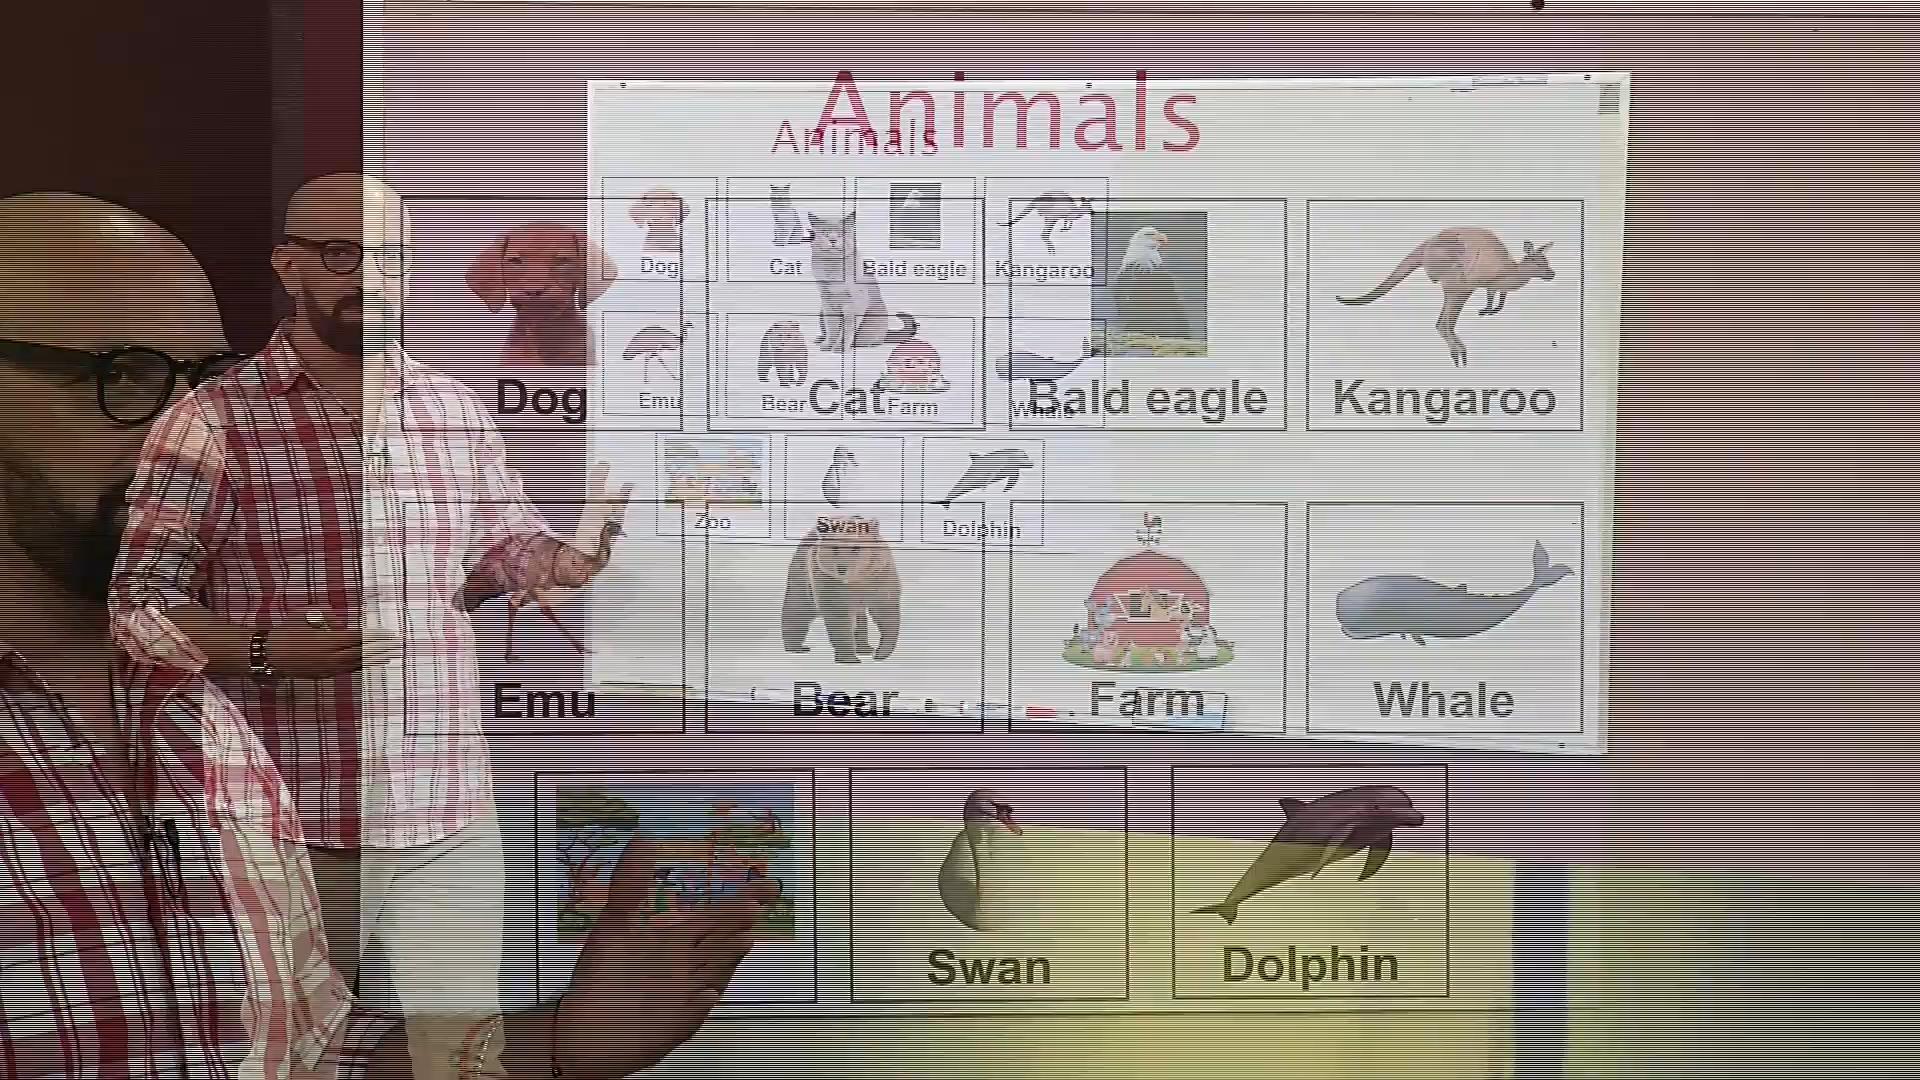 Animals
Animals
Dog Cat Bald eagle Kangaroo
Dog Cat Bald eagle Kangaroo
Emu Bear Farm Whale
Zoo Swan Dolphin
Emu Bear Farm Whale
Swan Dolphin